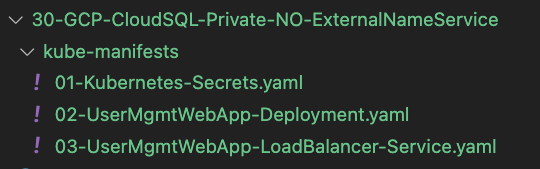 30-GCP-CloudSQL-Private-NO-ExternalNameService
kube-manifests
! 01-Kubernetes-Secrets.yaml
! 02-UserMgmtWebApp-Deployment.yaml
! 03-UserMgmtWebApp-LoadBalancer-Service.yaml